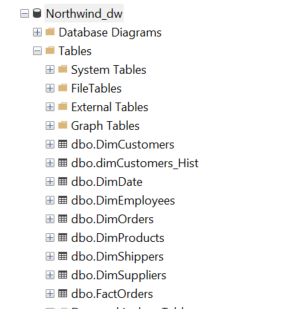 Northwind_dw
Database Diagrams
Tables
System Tables
FileTables
External Tables
Graph Tables
dbo.DimCustomers
dbo.dimCustomers_Hist
dbo.DimDate
dbo.DimEmployees
dbo.DimOrders
dbo.DimProducts
dbo.DimShippers
dbo.DimSuppliers
dbo.FactOrders